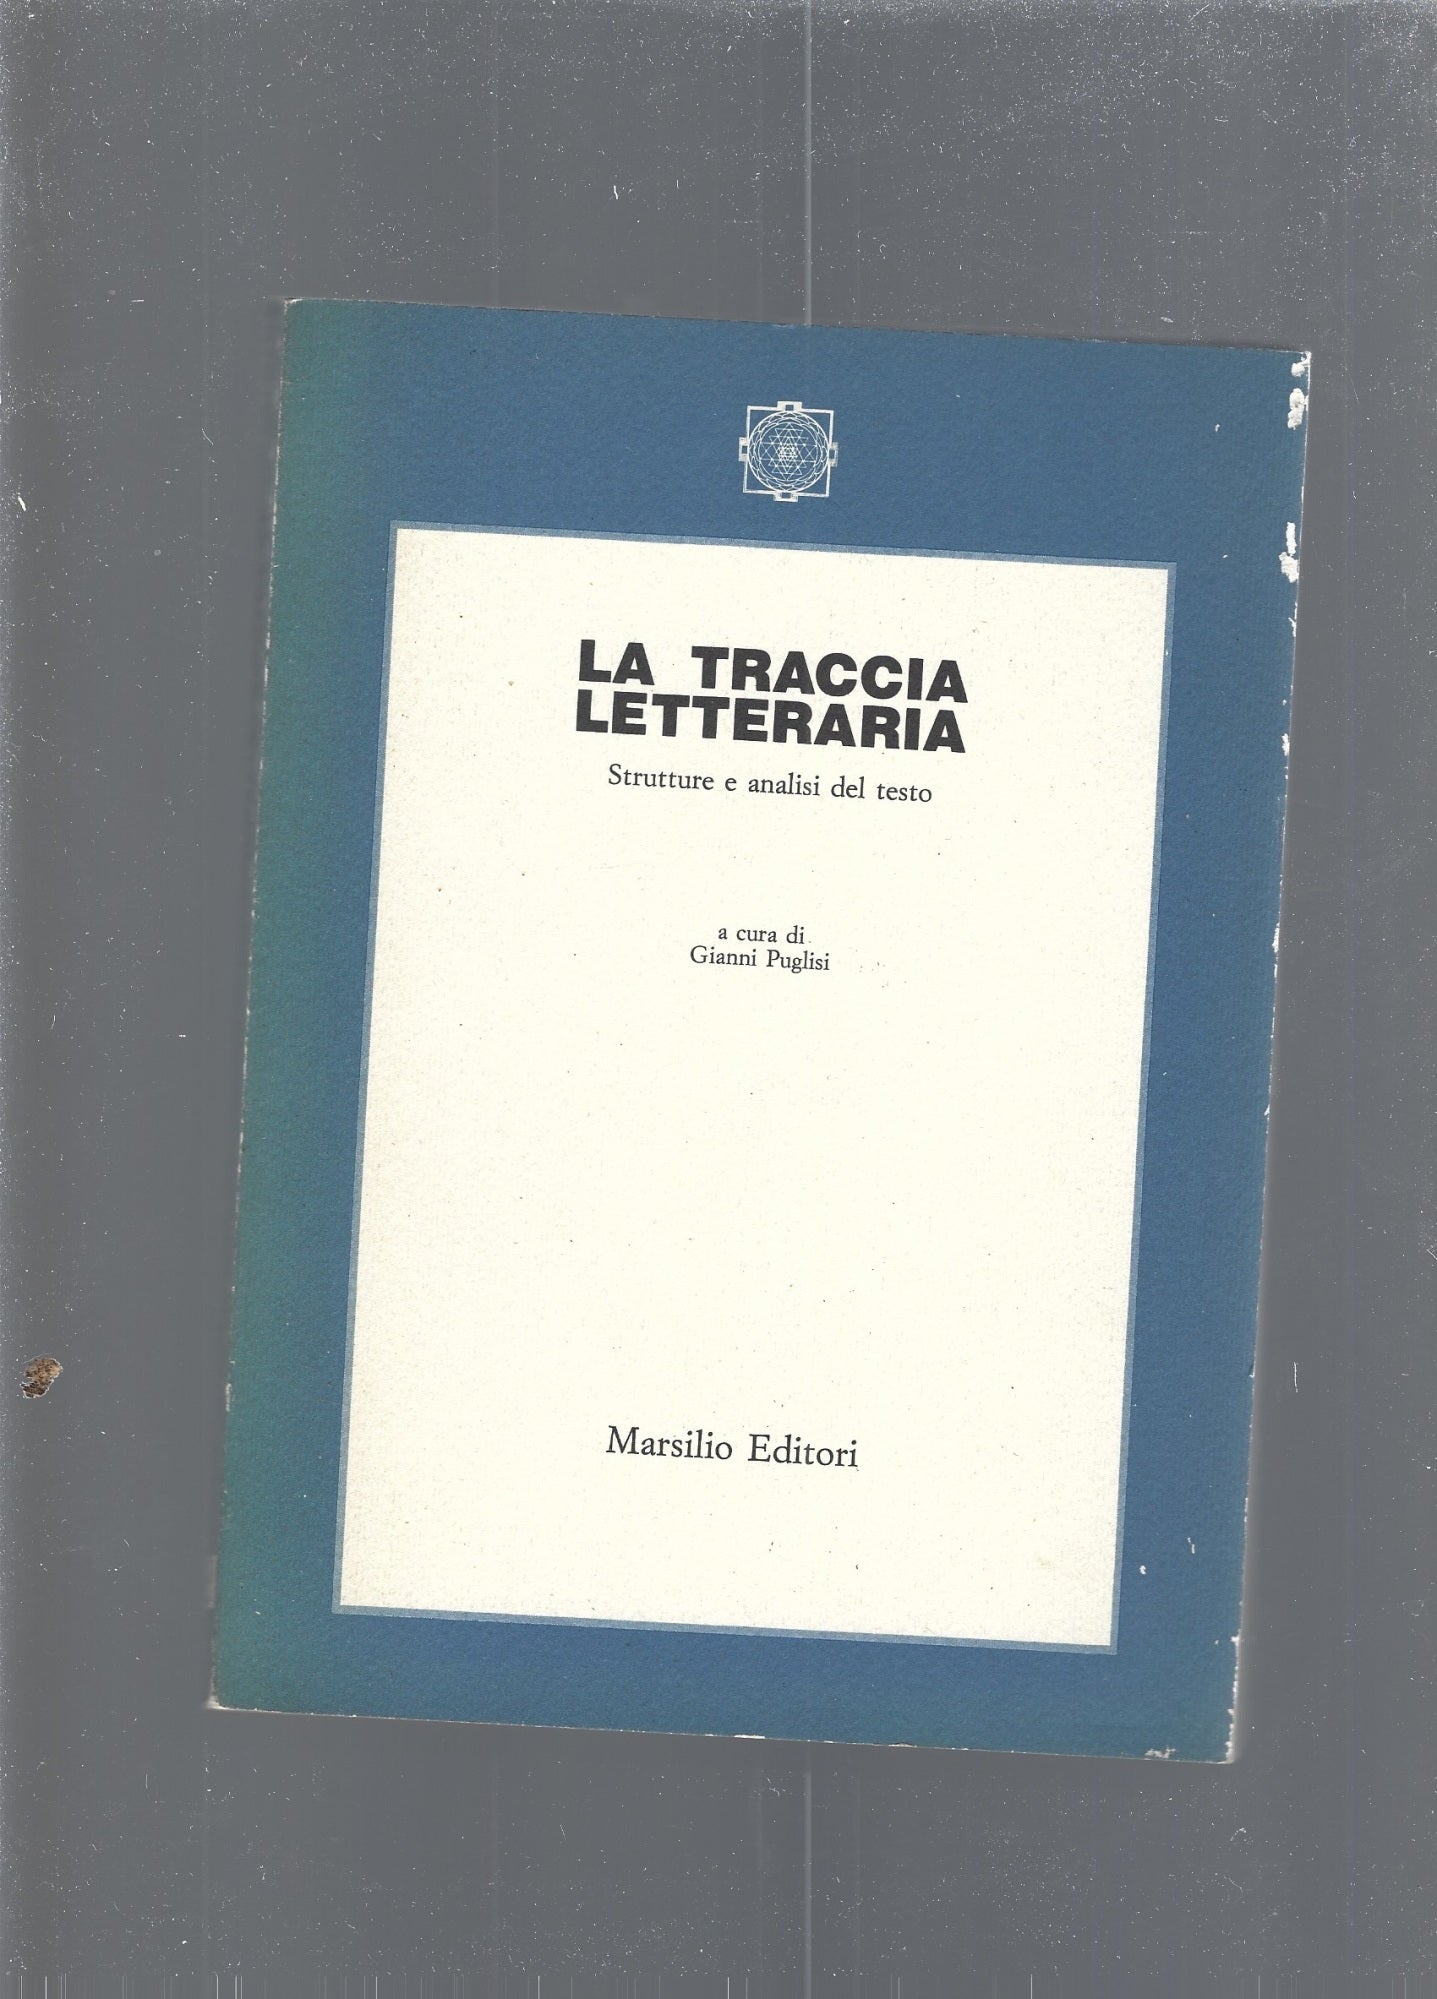 LA TRACCIA
LETTERARIA
Strutture e analisi del testo
a cura di
Gianni Puglisi
Marsilio Editori